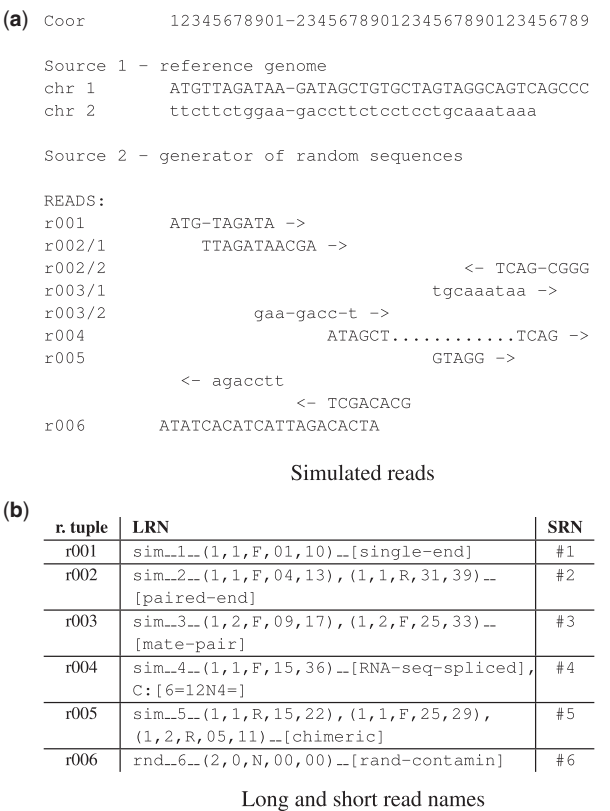 (a) Coor 12345678901-2345678901234567890123456789
Source 1 - reference genome
chr 1 ATGTTAGATAA-GATAGCTGTGCTAGTAGGCAGTCAGCCC
chr 2 ttcttctggaa-gaccttctcctcctgcaaataaa
Source 2 - generator of random sequences
READS:
r001 ATG-TAGATA ->
r002/1 TTAGATAACGA ->
r002/2 <- TCAG-CGGG
r003/1 tgcaaataa ->
r003/2 gaa-gacc-t ->
r004 ATAGCT............TCAG ->
r005 GTAGG ->
<- agacctt
<- TCGACACG
r006 ATATCACATCATTAGACACTA
Simulated reads
(b)
r. tuple LRN SRN
r001 sim__1__(1,1,F,01,10)__[single-end] #1
r002 sim__2__(1,1,F,04,13),(1,1,R,31,39)__ #2
[paired-end]
r003 sim__3__(1,2,F,09,17),(1,2,F,25,33)__ #3
[mate-pair]
r004 sim__4__(1,1,F,15,36)__[RNA-seq-spliced], #4
C:[6=12N4=]
r005 sim__5__(1,1,R,15,22),(1,1,F,25,29), #5
(1,2,R,05,11)__[chimeric]
r006 rnd__6__(2,0,N,00,00)__[rand-contamin] #6
Long and short read names